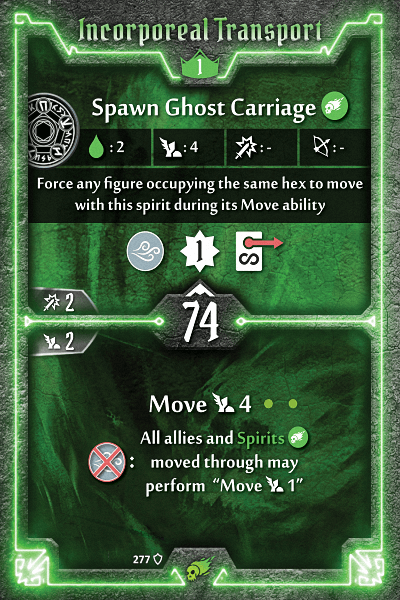 Incorporeal Transport
1
Spawn Ghost Carriage
: 2 : 4 : - : -
Force any figure occupying the same hex to move
with this spirit during its Move ability
1
2
74
2
Move 4
All allies and Spirits
: moved through may
perform "Move 1"
277